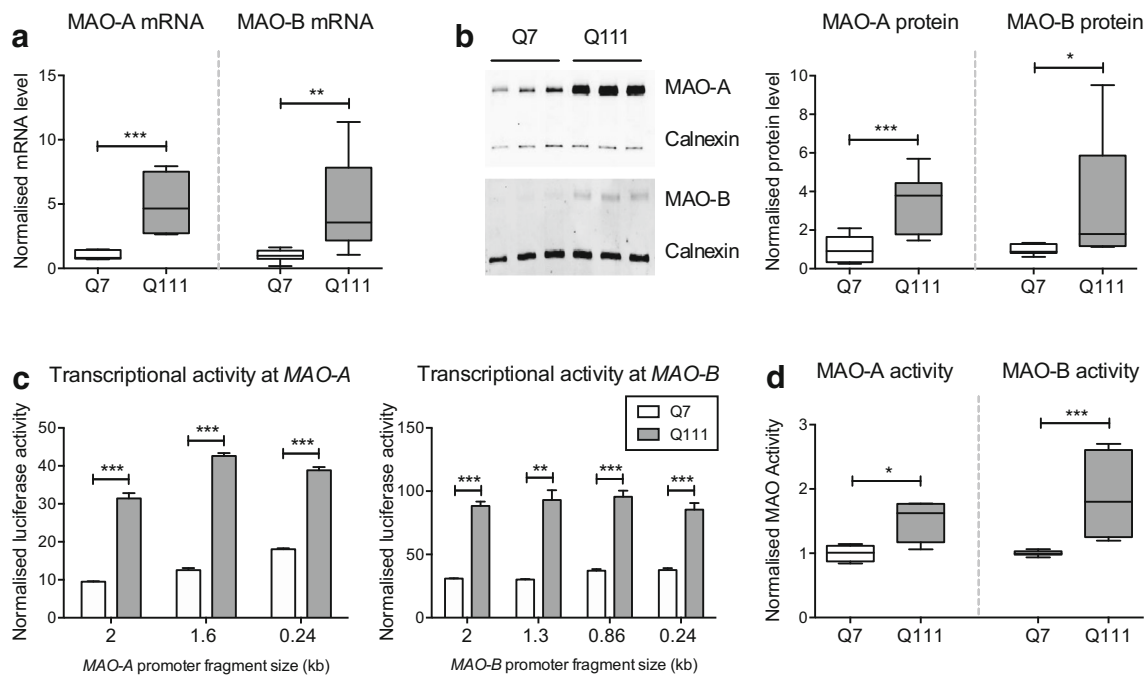 a
MAO-A mRNA
MAO-B mRNA
Normalised mRNA level
15
10
5
0
***
**
Q7
Q111
Q7
Q111
b
Q7
Q111
MAO-A
Calnexin
MAO-B
Calnexin
MAO-A protein
MAO-B protein
Normalised protein level
10
8
6
4
2
0
***
*
Q7
Q111
Q7
Q111
c
Transcriptional activity at MAO-A
Normalised luciferase activity
50
40
30
20
10
0
***
***
***
2
1.6
0.24
MAO-A promoter fragment size (kb)
Transcriptional activity at MAO-B
Normalised luciferase activity
150
100
50
0
Q7
Q111
***
**
***
***
2
1.3
0.86
0.24
MAO-B promoter fragment size (kb)
d
MAO-A activity
MAO-B activity
Normalised MAO Activity
3
2
1
0
*
***
Q7
Q111
Q7
Q111